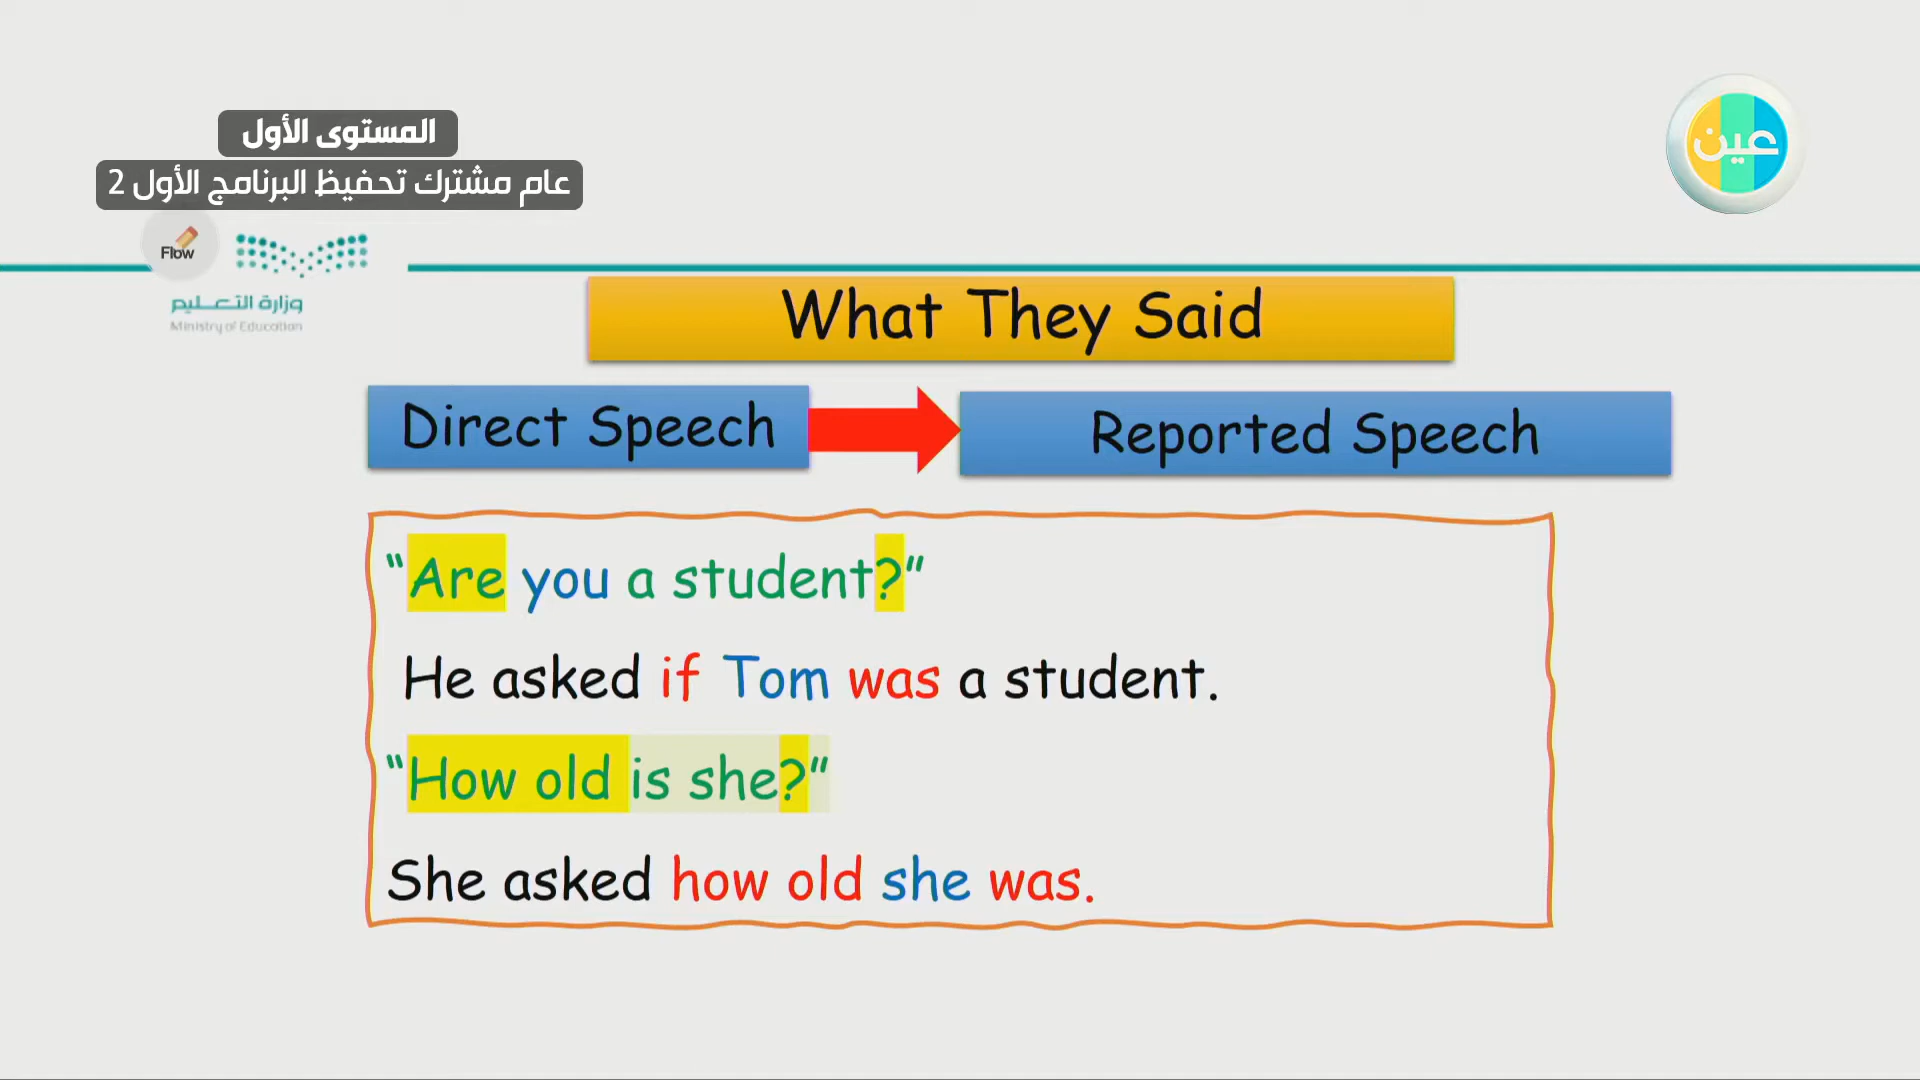 المستوى الأول
عام مشترك تحفيظ البرنامج الأول 2
عين
Flow
وزارة التعليم
Ministry of Education
What They Said
Direct Speech
Reported Speech
“Are you a student?”
He asked if Tom was a student.
“How old is she?”
She asked how old she was.